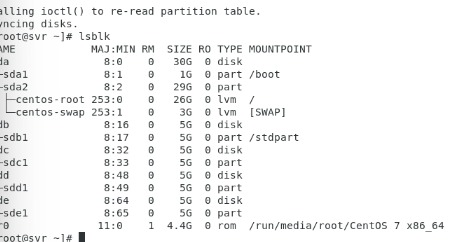 alling ioctl() to re-read partition table.
yncing disks.
root@svr ~]# lsblk
AME MAJ:MIN RM SIZE RO TYPE MOUNTPOINT
da 8:0 0 30G 0 disk
-sda1 8:1 0 1G 0 part /boot
-sda2 8:2 0 29G 0 part
├─centos-root 253:0 0 26G 0 lvm /
└─centos-swap 253:1 0 3G 0 lvm [SWAP]
db 8:16 0 5G 0 disk
-sdb1 8:17 0 5G 0 part /stdpart
dc 8:32 0 5G 0 disk
-sdc1 8:33 0 5G 0 part
dd 8:48 0 5G 0 disk
-sdd1 8:49 0 5G 0 part
de 8:64 0 5G 0 disk
-sde1 8:65 0 5G 0 part
r0 11:0 1 4.4G 0 rom /run/media/root/CentOS 7 x86_64
root@svr ~]#